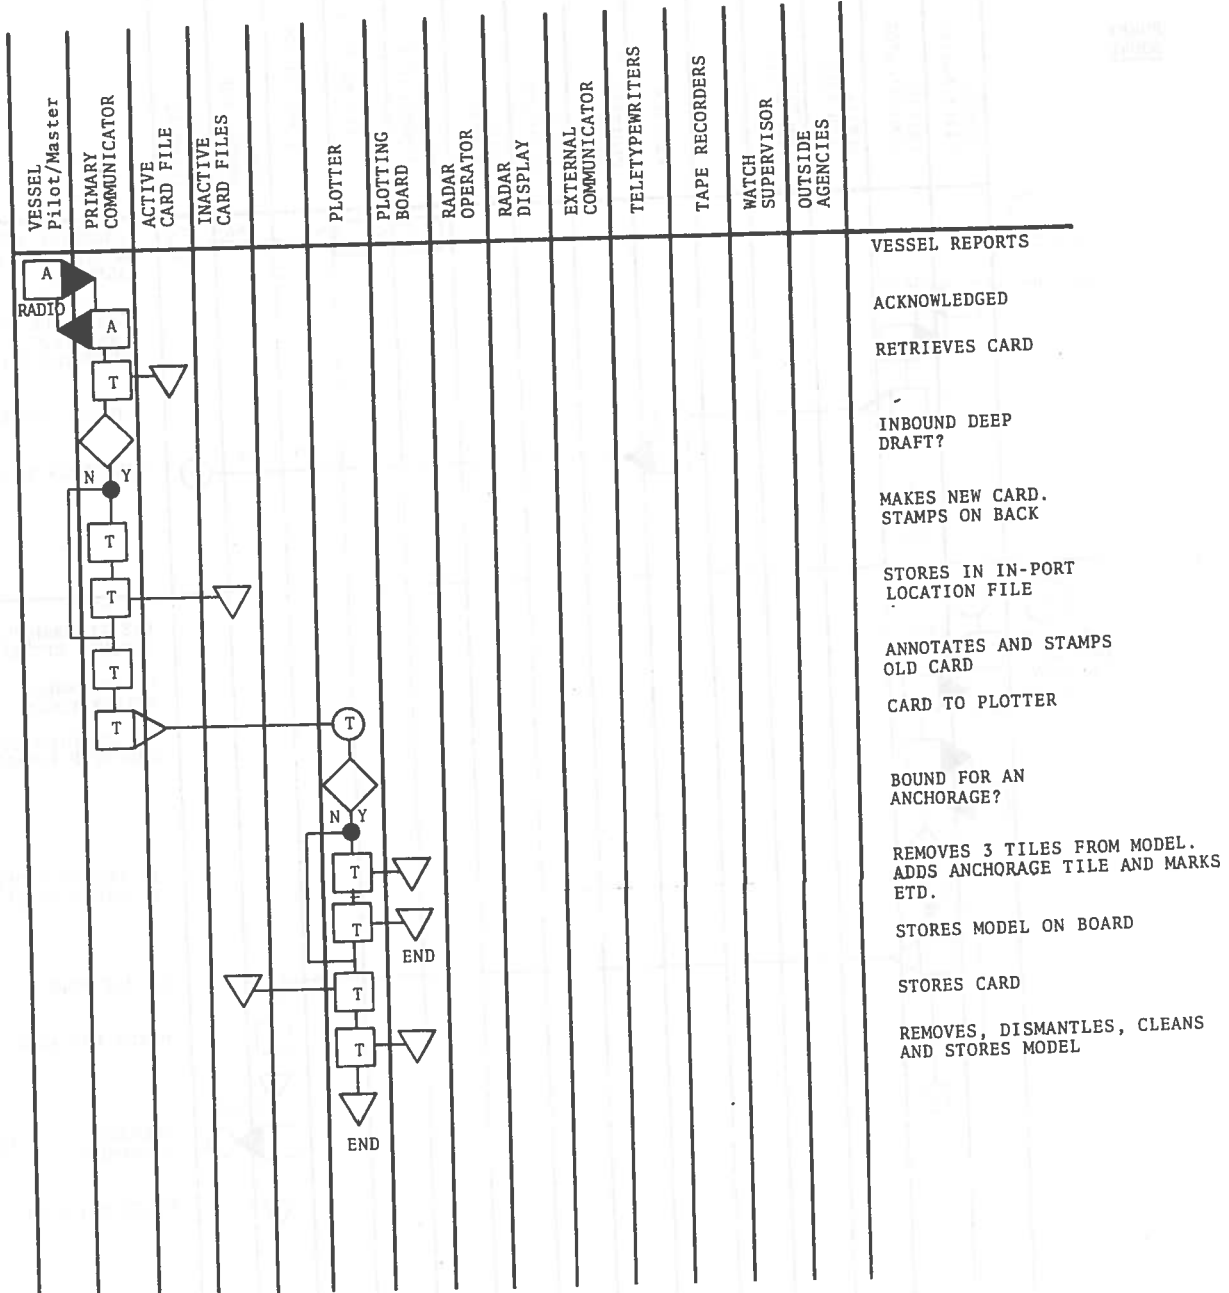 VESSEL
Pilot/Master
PRIMARY
COMMUNICATOR
ACTIVE
CARD FILE
INACTIVE
CARD FILES
PLOTTER
PLOTTING
BOARD
RADAR
OPERATOR
RADAR
DISPLAY
EXTERNAL
COMMUNICATOR
TELETYPEWRITERS
TAPE RECORDERS
WATCH
SUPERVISOR
OUTSIDE
AGENCIES
VESSEL REPORTS
A
RADIO
ACKNOWLEDGED
A
RETRIEVES CARD
T
INBOUND DEEP
DRAFT?
N Y
MAKES NEW CARD.
STAMPS ON BACK
T
STORES IN IN-PORT
LOCATION FILE
T
ANNOTATES AND STAMPS
OLD CARD
T
CARD TO PLOTTER
T
T
BOUND FOR AN
ANCHORAGE?
N Y
REMOVES 3 TILES FROM MODEL.
ADDS ANCHORAGE TILE AND MARKS
ETD.
T
STORES MODEL ON BOARD
T
END
STORES CARD
T
REMOVES, DISMANTLES, CLEANS
AND STORES MODEL
T
END